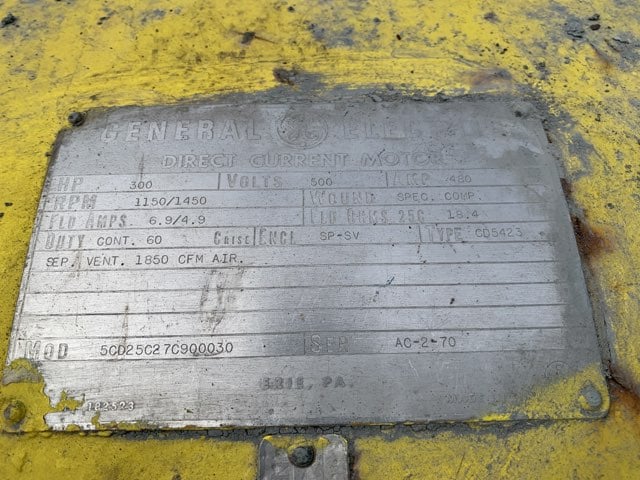 GENERAL GE ELECTRIC
DIRECT CURRENT MOTOR
HP 300 VOLTS 500 AMP 480
RPM 1150/1450 WOUND SPEC. COMP.
FLD AMPS 6.9/4.9 FLD OHMS 25C 18.4
DUTY CONT. 60 C RISE ENCL SP-SV TYPE CD5423
SEP. VENT. 1850 CFM AIR.
MOD 5CD25C27C900030 SER AC-2-70
ERIE, PA.